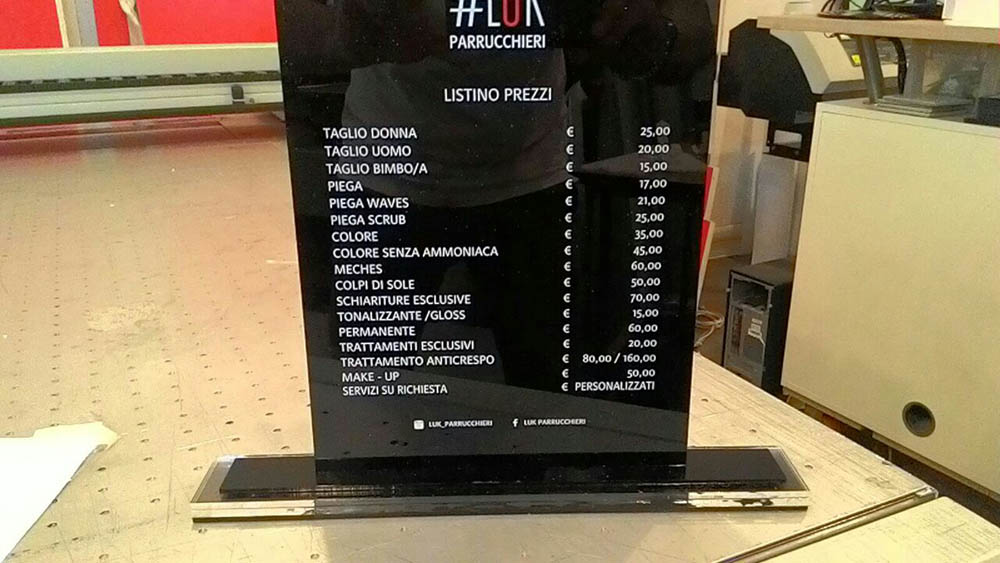 #LUK
PARRUCCHIERI
LISTINO PREZZI
TAGLIO DONNA € 25,00
TAGLIO UOMO € 20,00
TAGLIO BIMBO/A € 15,00
PIEGA € 17,00
PIEGA WAVES € 21,00
PIEGA SCRUB € 25,00
COLORE € 35,00
COLORE SENZA AMMONIACA € 45,00
MECHES € 60,00
COLPI DI SOLE € 50,00
SCHIARITURE ESCLUSIVE € 70,00
TONALIZZANTE /GLOSS € 15,00
PERMANENTE € 60,00
TRATTAMENTI ESCLUSIVI € 20,00
TRATTAMENTO ANTICRESPO € 80,00 / 160,00
MAKE - UP € 50,00
SERVIZI SU RICHIESTA € PERSONALIZZATI
LUK_PARRUCCHIERI f LUK PARRUCCHIERI